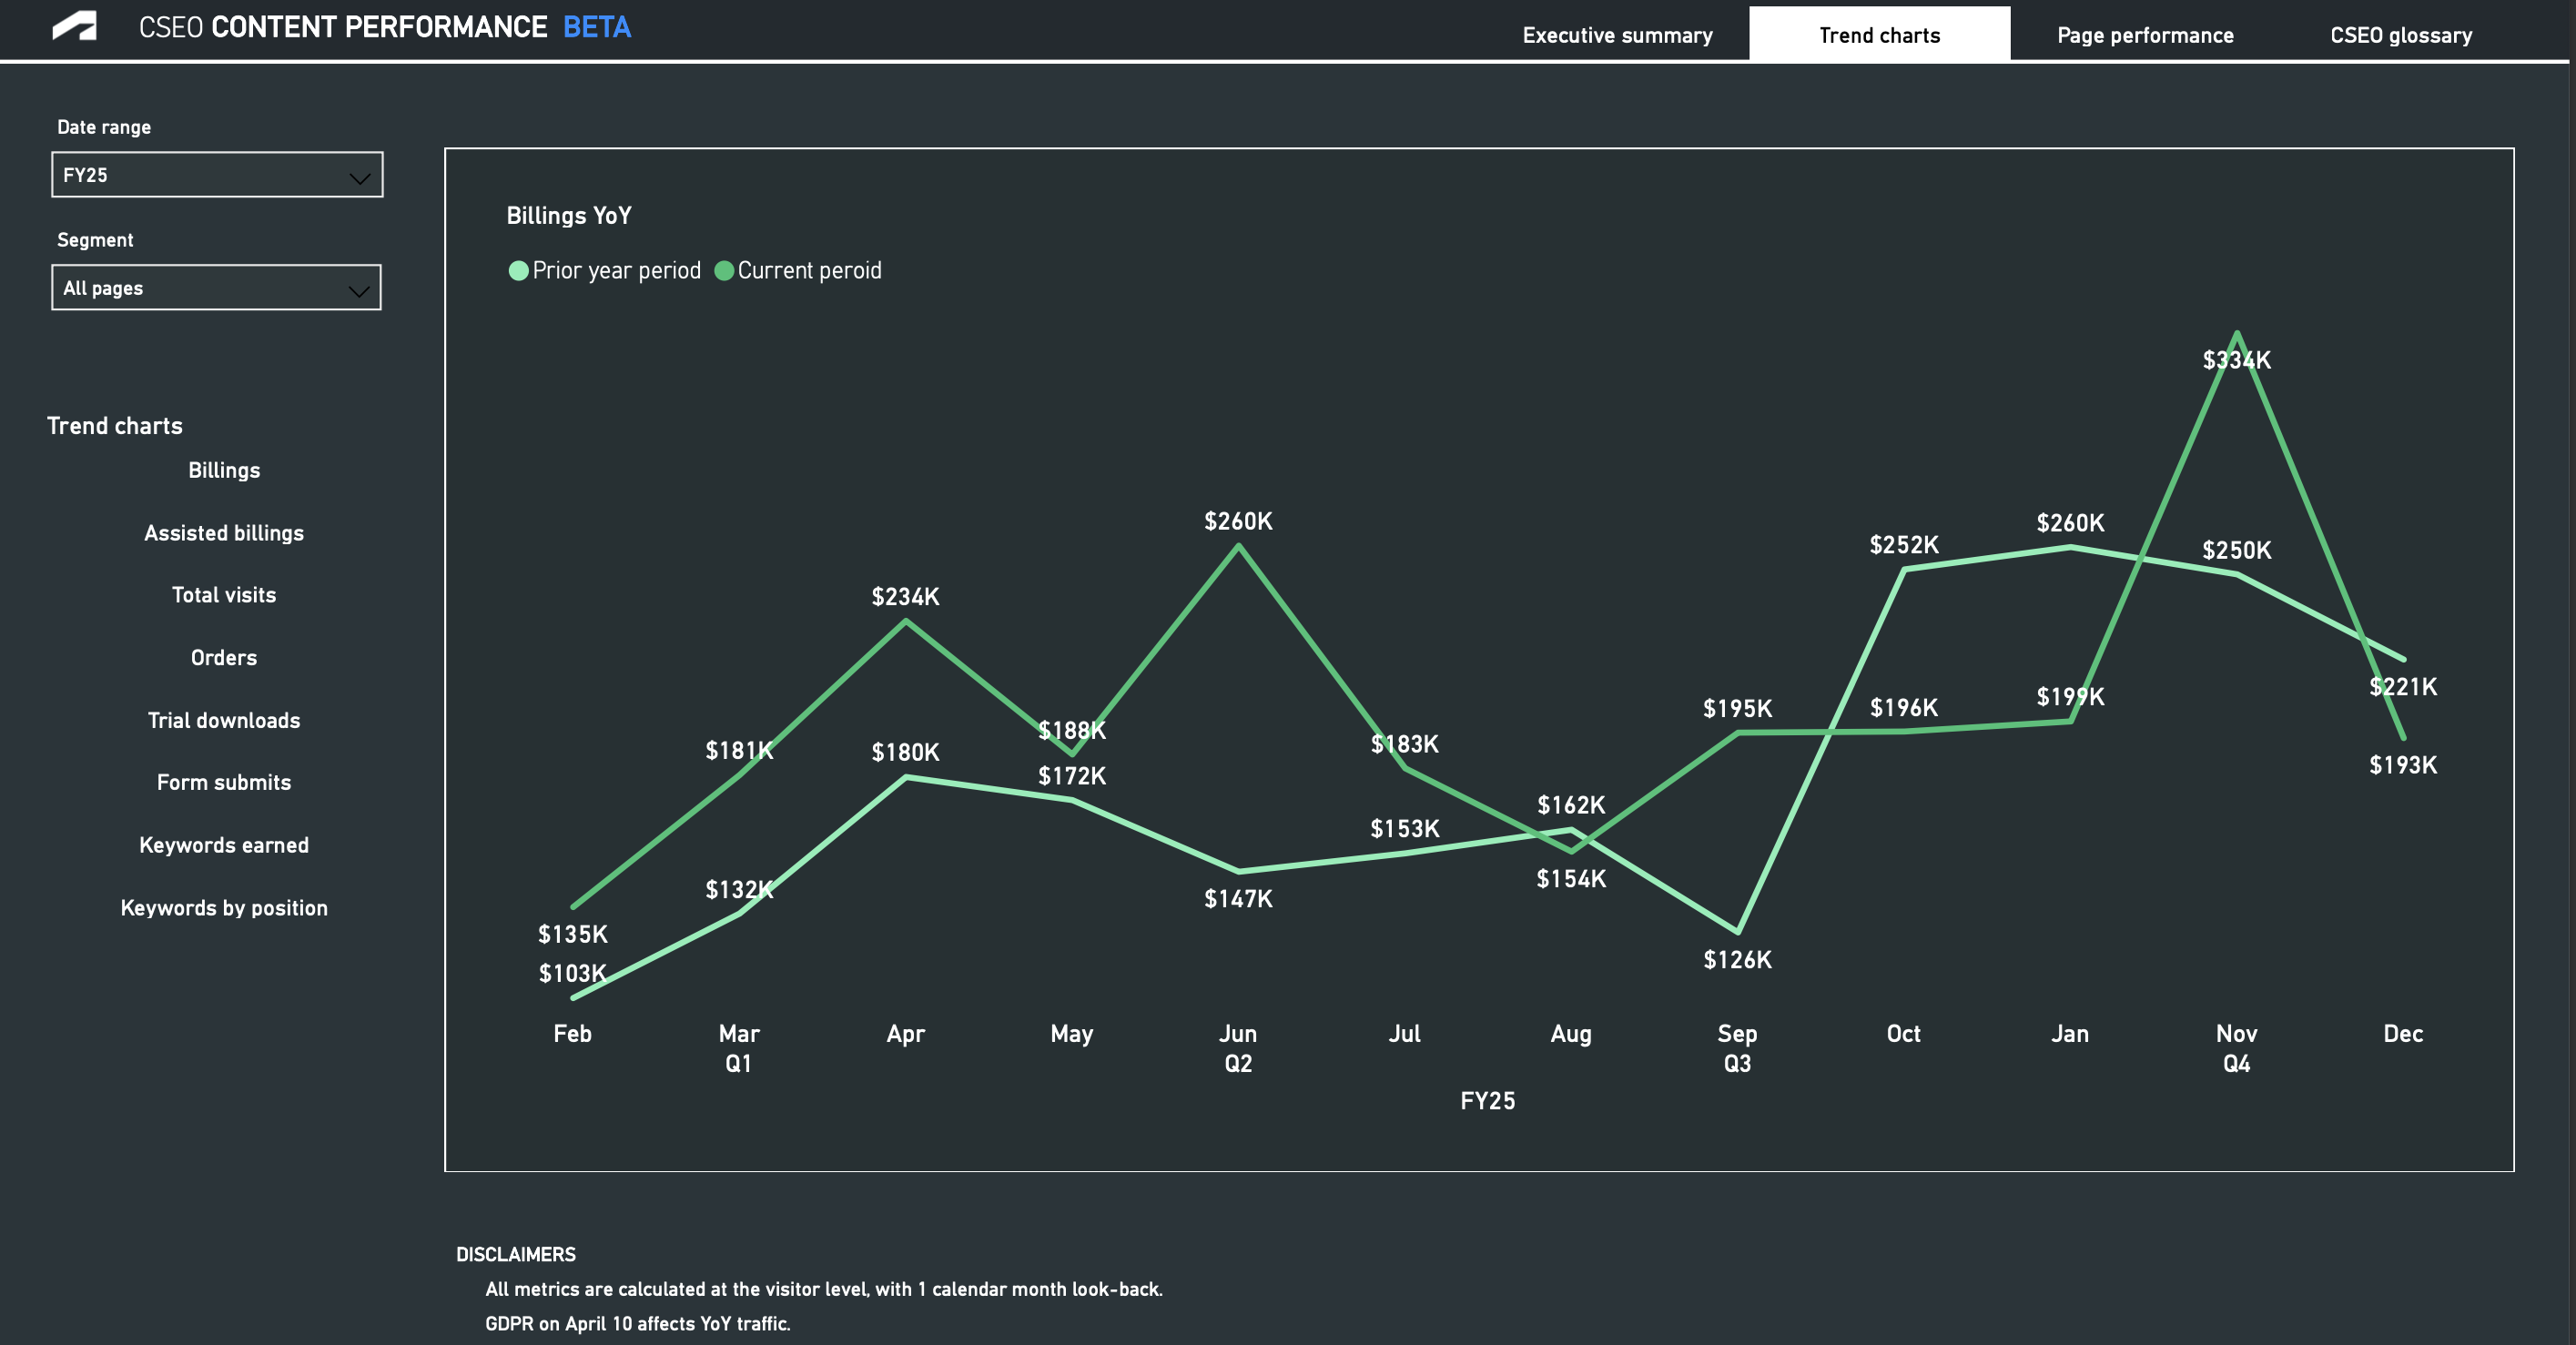 CSEO CONTENT PERFORMANCE BETA
Executive summary
Trend charts
Page performance
CSEO glossary
Date range
FY25
Segment
All pages
Trend charts
Billings
Assisted billings
Total visits
Orders
Trial downloads
Form submits
Keywords earned
Keywords by position
Billings YoY
Prior year period Current peroid
$334K
$260K
$260K
$252K
$250K
$234K
$221K
$199K
$196K
$195K
$188K
$183K
$181K
$180K
$193K
$172K
$162K
$153K
$154K
$147K
$132K
$135K
$126K
$103K
Feb Mar Apr May Jun Jul Aug Sep Oct Jan Nov Dec
Q1 Q2 Q3 Q4
FY25
DISCLAIMERS
All metrics are calculated at the visitor level, with 1 calendar month look-back.
GDPR on April 10 affects YoY traffic.